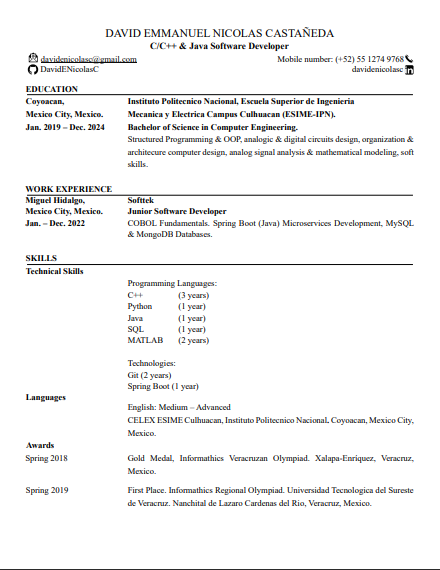 DAVID EMMANUEL NICOLAS CASTAÑEDA
C/C++ & Java Software Developer
davidenicolasc@gmail.com Mobile number: (+52) 55 1274 9768
DavidENicolasC davidenicolasc
EDUCATION
Coyoacan, Instituto Politecnico Nacional, Escuela Superior de Ingenieria
Mexico City, Mexico. Mecanica y Electrica Campus Culhuacan (ESIME-IPN).
Jan. 2019 – Dec. 2024 Bachelor of Science in Computer Engineering.
Structured Programming & OOP, analogic & digital circuits design, organization &
architecure computer design, analog signal analysis & mathematical modeling, soft
skills.
WORK EXPERIENCE
Miguel Hidalgo, Softtek
Mexico City, Mexico. Junior Software Developer
Jan. – Dec. 2022 COBOL Fundamentals. Spring Boot (Java) Microservices Development, MySQL
& MongoDB Databases.
SKILLS
Technical Skills
Programming Languages:
C++ (3 years)
Python (1 year)
Java (1 year)
SQL (1 year)
MATLAB (2 years)
Technologies:
Git (2 years)
Spring Boot (1 year)
Languages
English: Medium – Advanced
CELEX ESIME Culhuacan, Instituto Politecnico Nacional. Coyoacan, Mexico City,
Mexico.
Awards
Spring 2018 Gold Medal, Informathics Veracruzan Olympiad. Xalapa-Enríquez, Veracruz,
Mexico.
Spring 2019 First Place. Informathics Regional Olympiad. Universidad Tecnologica del Sureste
de Veracruz. Nanchital de Lazaro Cardenas del Rio, Veracruz, Mexico.